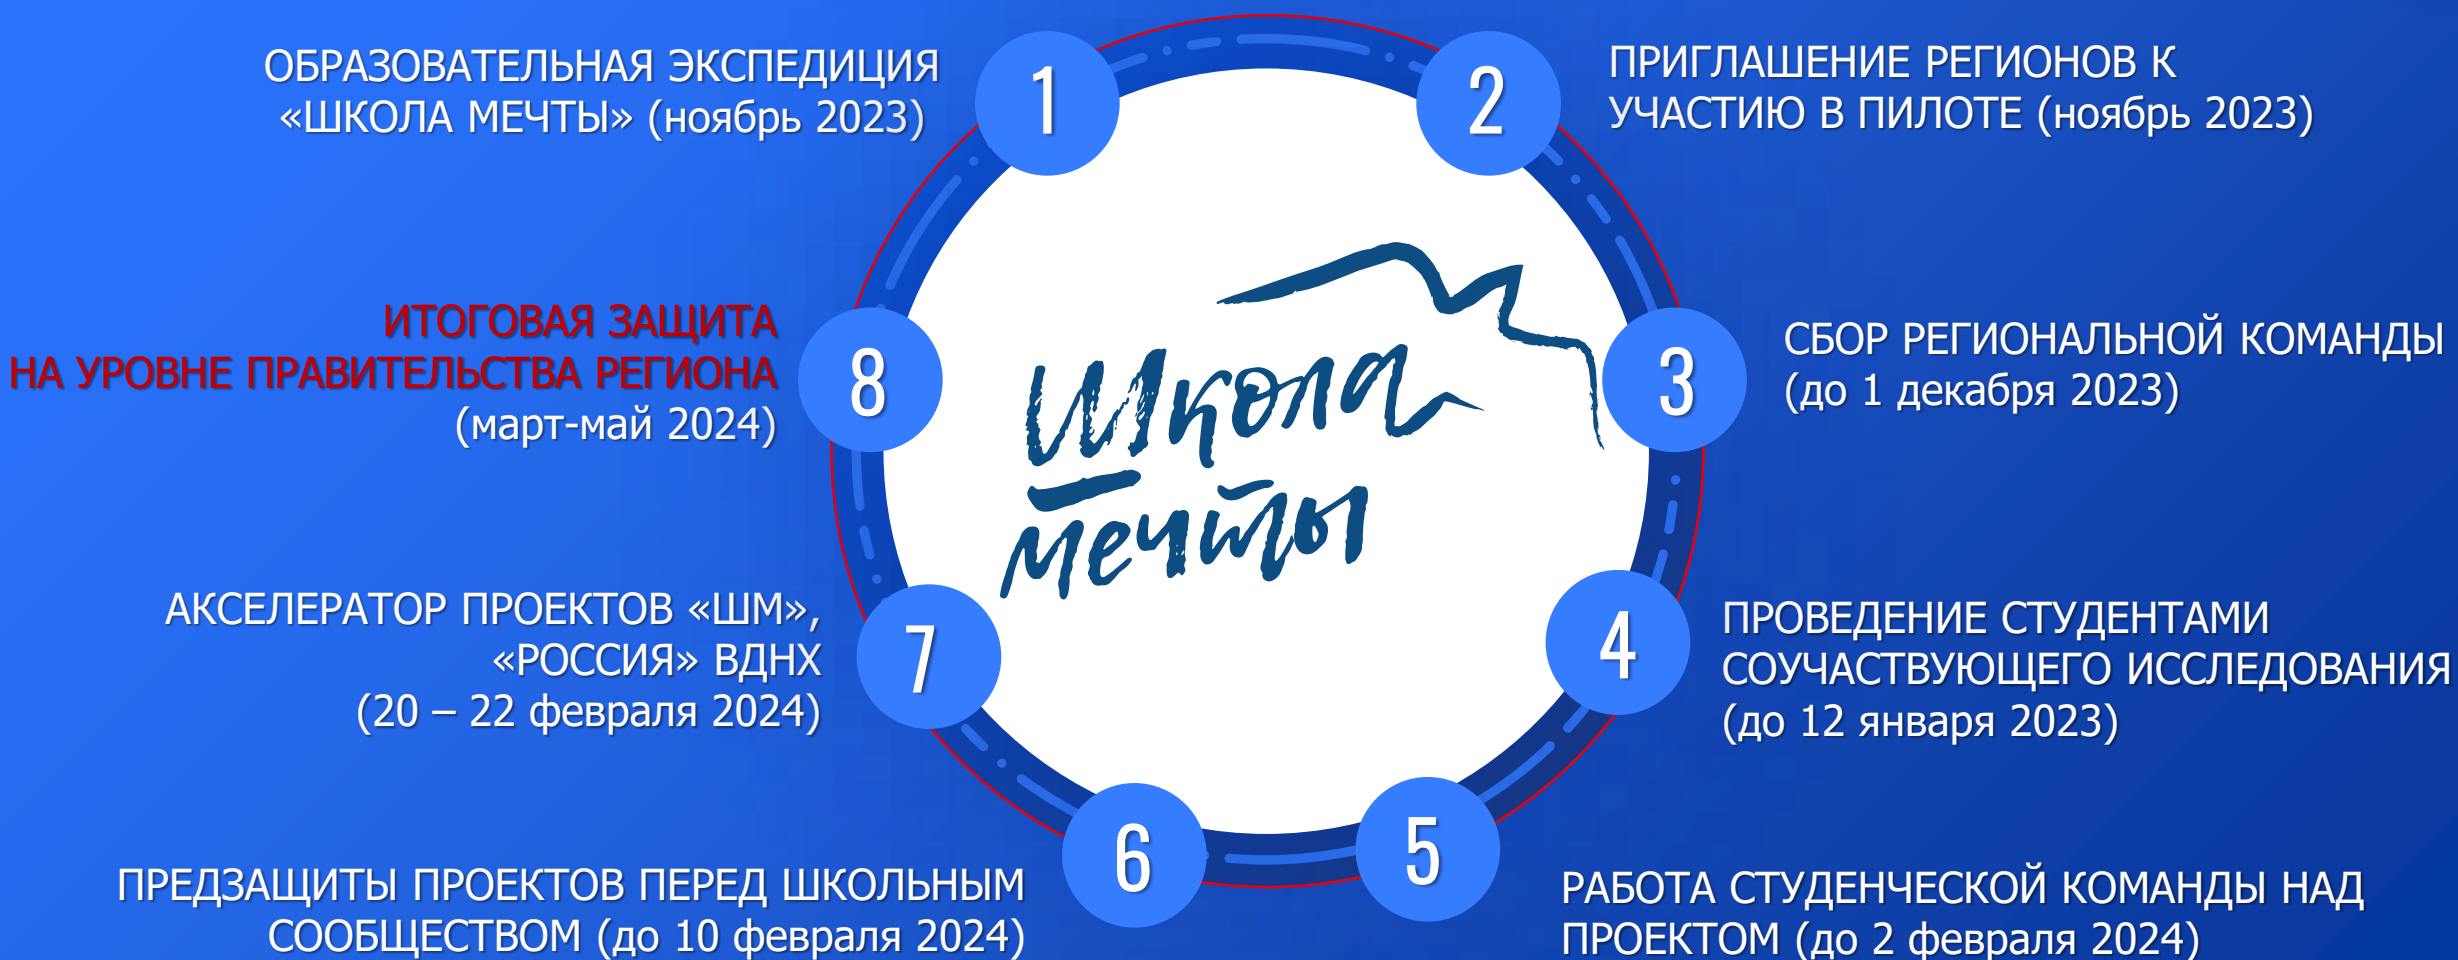 1
ОБРАЗОВАТЕЛЬНАЯ ЭКСПЕДИЦИЯ
«ШКОЛА МЕЧТЫ» (ноябрь 2023)
2
ПРИГЛАШЕНИЕ РЕГИОНОВ К
УЧАСТИЮ В ПИЛОТЕ (ноябрь 2023)
3
СБОР РЕГИОНАЛЬНОЙ КОМАНДЫ
(до 1 декабря 2023)
4
ПРОВЕДЕНИЕ СТУДЕНТАМИ
СОУЧАСТВУЮЩЕГО ИССЛЕДОВАНИЯ
(до 12 января 2023)
5
РАБОТА СТУДЕНЧЕСКОЙ КОМАНДЫ НАД
ПРОЕКТОМ (до 2 февраля 2024)
6
ПРЕДЗАЩИТЫ ПРОЕКТОВ ПЕРЕД ШКОЛЬНЫМ
СООБЩЕСТВОМ (до 10 февраля 2024)
7
АКСЕЛЕРАТОР ПРОЕКТОВ «ШМ»,
«РОССИЯ» ВДНХ
(20 – 22 февраля 2024)
8
ИТОГОВАЯ ЗАЩИТА
НА УРОВНЕ ПРАВИТЕЛЬСТВА РЕГИОНА
(март-май 2024)
Школа
мечты